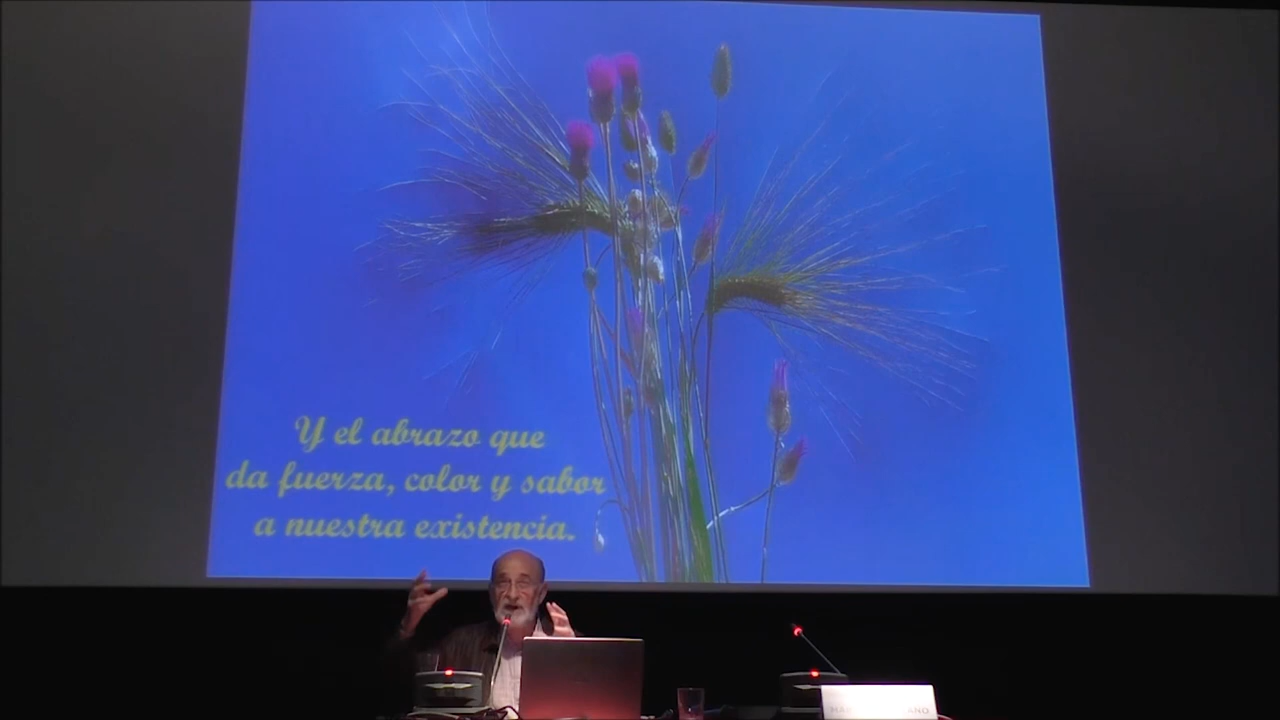 Y el abrazo que
da fuerza, color y sabor
a nuestra existencia.